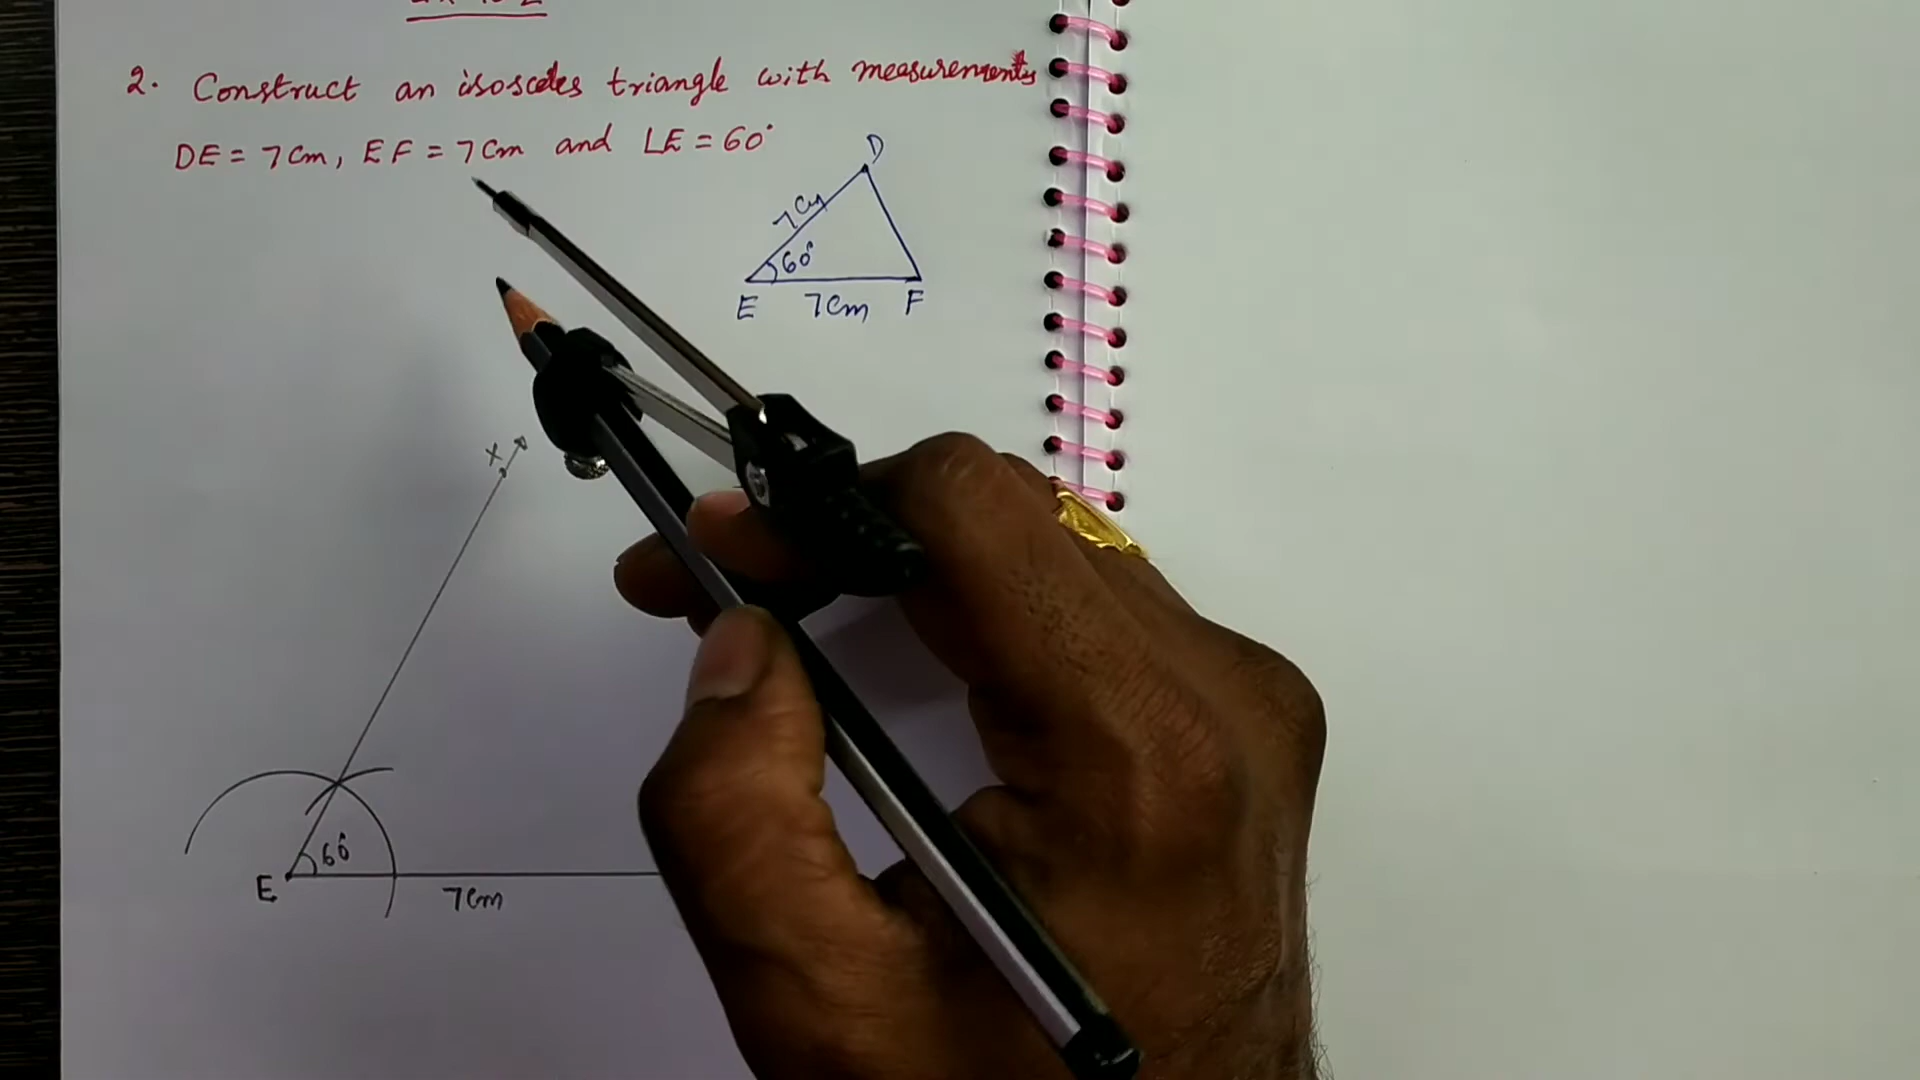 2. Construct an isosceles triangle with measurements
DE = 7cm, EF = 7cm and ∠E = 60°
D
7cm
60°
E 7cm F
X
60°
E
7cm